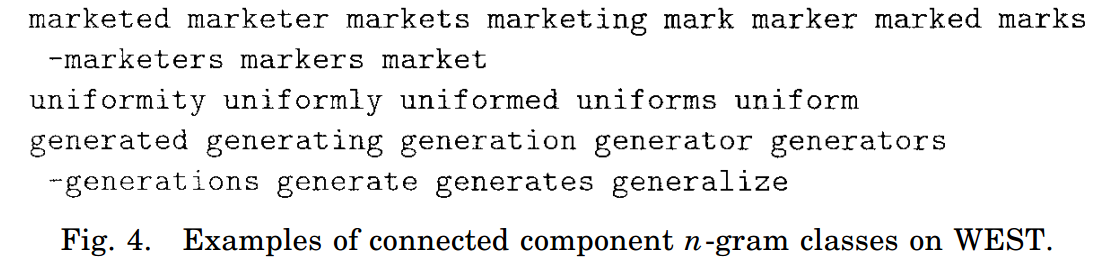 marketed marketer markets marketing mark marker marked marks
-marketers markers market
uniformity uniformly uniformed uniforms uniform
generated generating generation generator generators
-generations generate generates generalize
Fig. 4. Examples of connected component n-gram classes on WEST.